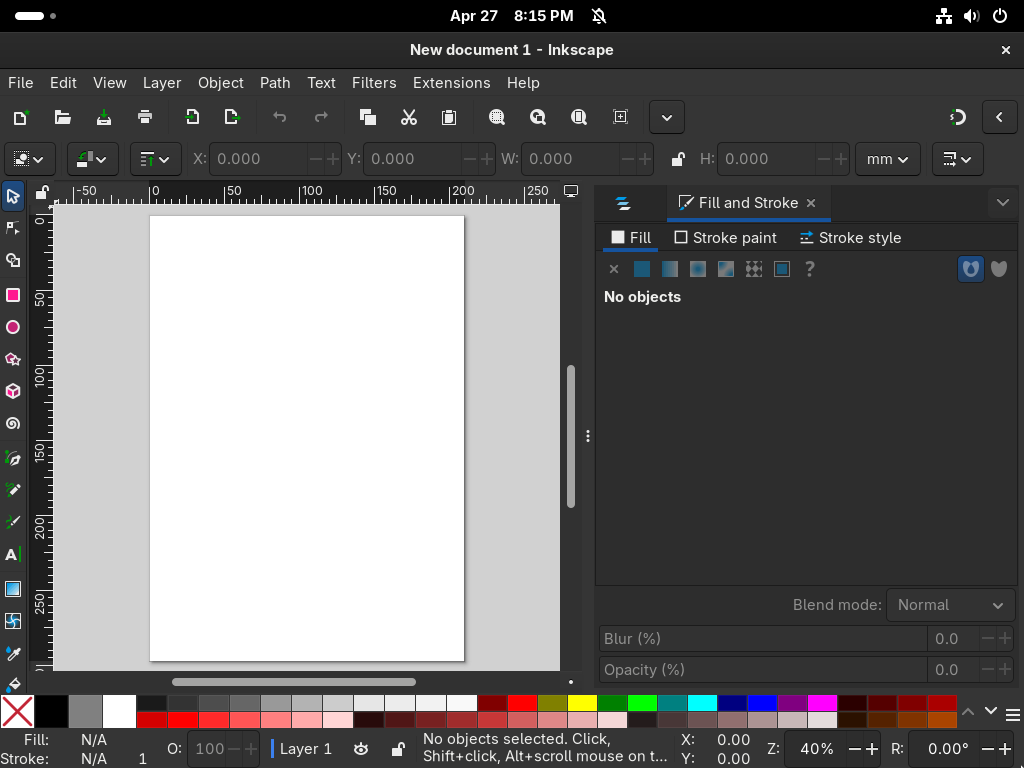 Apr 27 8:15 PM
New document 1 - Inkscape
File Edit View Layer Object Path Text Filters Extensions Help
X: 0.000 Y: 0.000 W: 0.000 H: 0.000 mm
-50 0 50 100 150 200 250
0
50
100
150
200
250
Fill and Stroke
Fill Stroke paint Stroke style
No objects
Blend mode: Normal
Blur (%) 0.0
Opacity (%) 0.0
Fill: N/A
Stroke: N/A 1
O: 100
Layer 1
No objects selected. Click,
Shift+click, Alt+scroll mouse on t...
X: 0.00
Y: 0.00
Z: 40%
R: 0.00°